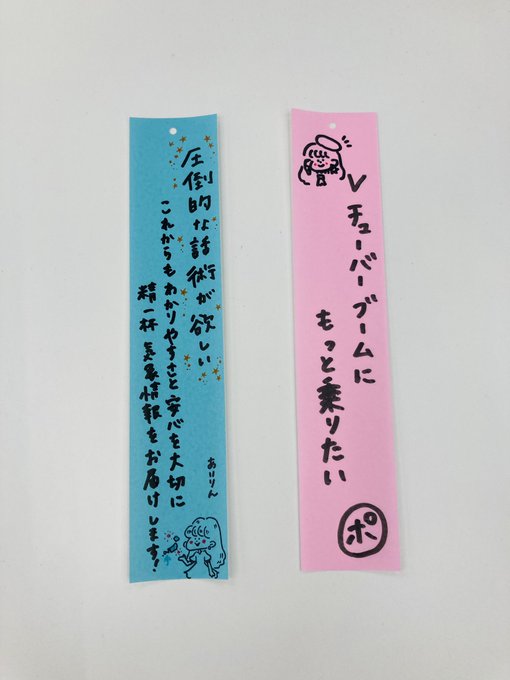 圧倒的な話術が欲しい
これからもわかりやすさと安心を大切に
精一杯 気象情報をお届けします!
あいりん
Vチューバーブームに
もっと乗りたい
ポ